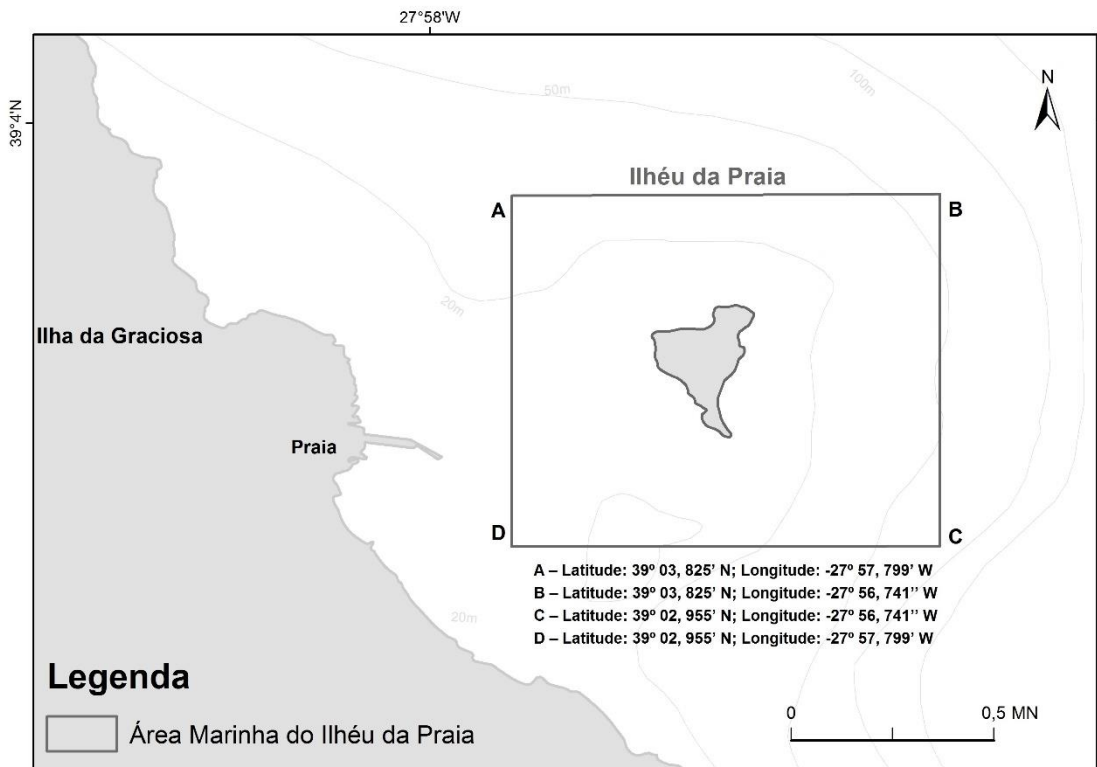 27°58'W
39°4'N
50m
100m
N
Ilhéu da Praia
A
B
20m
Ilha da Graciosa
Praia
D
C
A – Latitude: 39º 03, 825’ N; Longitude: -27º 57, 799’ W
B – Latitude: 39º 03, 825’ N; Longitude: -27º 56, 741’’ W
C – Latitude: 39º 02, 955’ N; Longitude: -27º 56, 741’’ W
D – Latitude: 39º 02, 955’ N; Longitude: -27º 57, 799’ W
20m
Legenda
Área Marinha do Ilhéu da Praia
0
0,5 MN